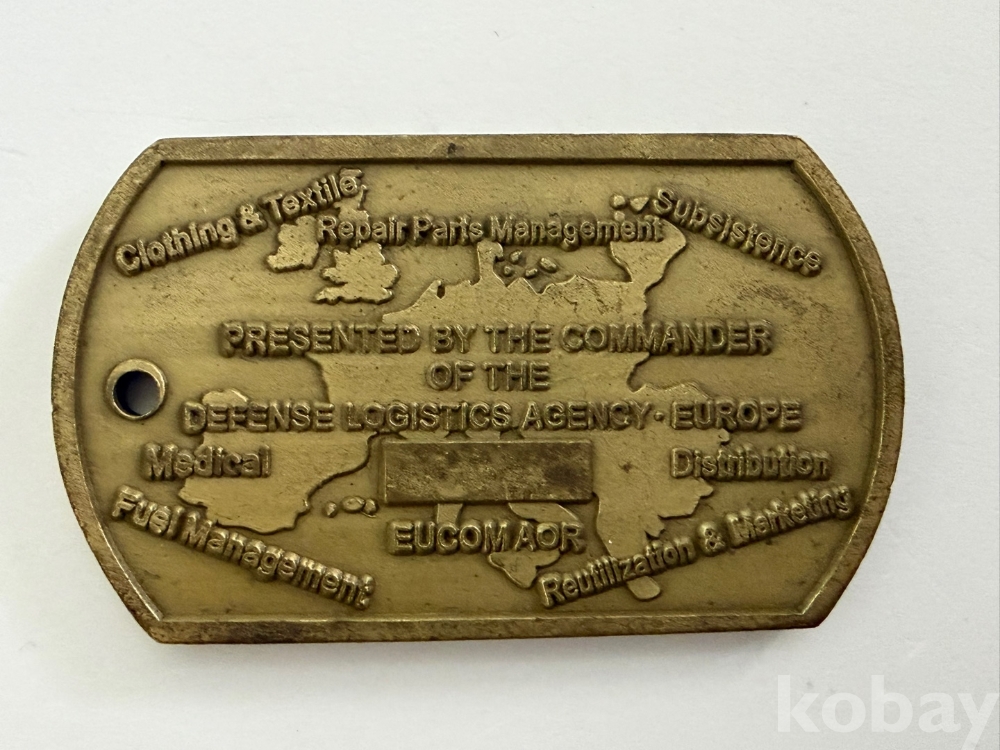 Clothing & Textile
Repair Parts Management
Subsistence
PRESENTED BY THE COMMANDER
OF THE
DEFENSE LOGISTICS AGENCY - EUROPE
Medical
Distribution
Fuel Management
EUCOM AOR
Reutilization & Marketing
kobay